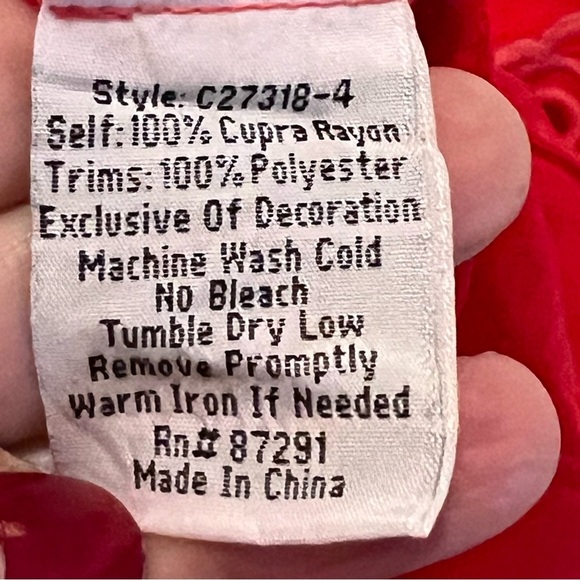 Style: C27318-4
Self: 100% Cupra Rayon
Trims: 100% Polyester
Exclusive Of Decoration
Machine Wash Cold
No Bleach
Tumble Dry Low
Remove Promptly
Warm Iron If Needed
Rn# 87291
Made In China